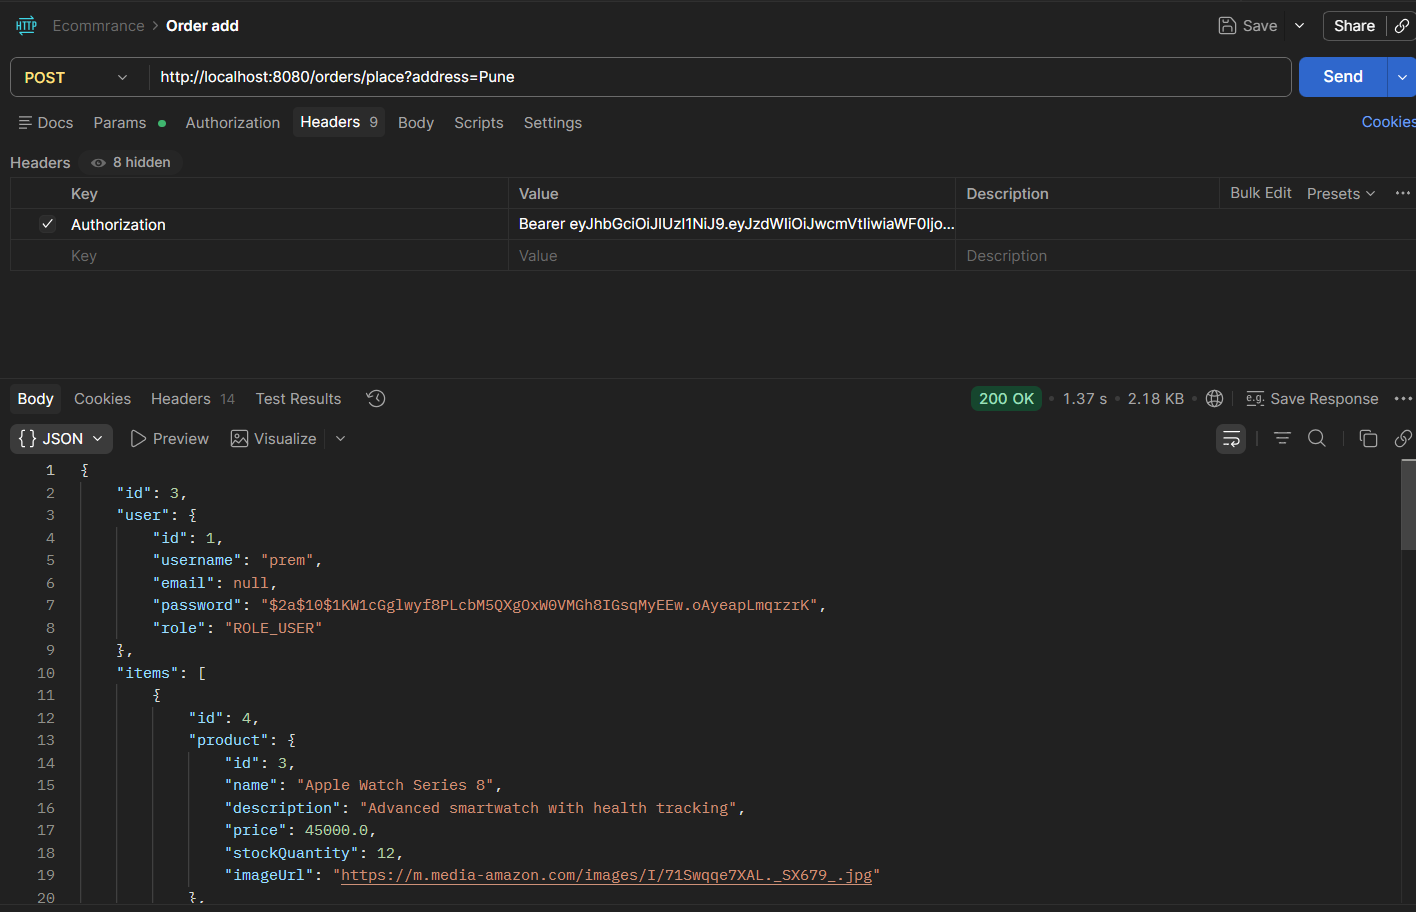 HTTP Ecommrance > Order add Save Share
POST http://localhost:8080/orders/place?address=Pune Send
Docs Params Authorization Headers 9 Body Scripts Settings Cookies
Headers 8 hidden
Key Value Description Bulk Edit Presets ...
Authorization Bearer eyJhbGciOiJIUzI1NiJ9.eyJzdWIiOiJwcmVtIiwiaWF0Ijo...
Key Value Description
Body Cookies Headers 14 Test Results 200 OK • 1.37 s • 2.18 KB • e.g. Save Response ...
{} JSON Preview Visualize
1 {
2 "id": 3,
3 "user": {
4 "id": 1,
5 "username": "prem",
6 "email": null,
7 "password": "$2a$10$1KW1cGglwyf8PLcbM5QXgOxW0VMGh8IGsqMyEEw.oAyeapLmqrzrK",
8 "role": "ROLE_USER"
9 },
10 "items": [
11 {
12 "id": 4,
13 "product": {
14 "id": 3,
15 "name": "Apple Watch Series 8",
16 "description": "Advanced smartwatch with health tracking",
17 "price": 45000.0,
18 "stockQuantity": 12,
19 "imageUrl": "https://m.media-amazon.com/images/I/71Swqqe7XAL._SX679_.jpg"
20 },